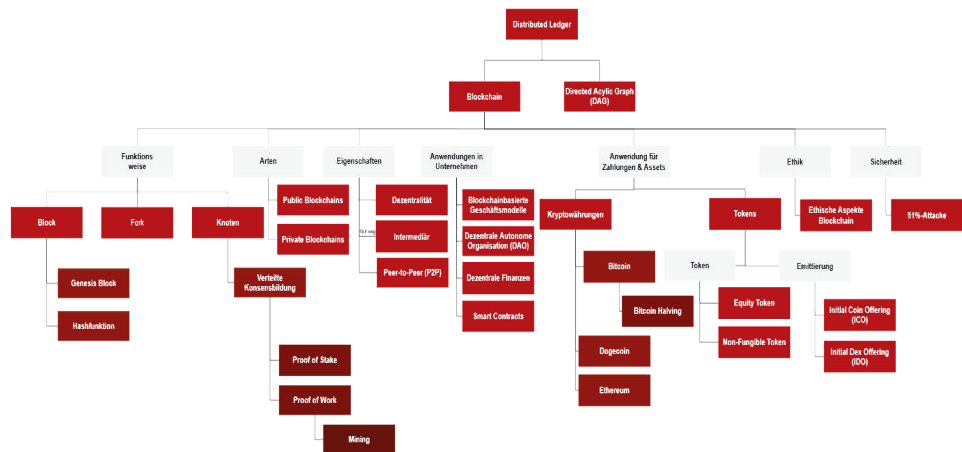 Distributed Ledger
Blockchain
Directed Acylic Graph
(DAG)
Funktions
weise
Arten
Eigenschaften
Anwendungen in
Unternehmen
Anwendung für
Zahlungen & Assets
Ethik
Sicherheit
Block
Fork
Knoten
Public Blockchains
Private Blockchains
Dezentralität
Intermediär
Peer-to-Peer (P2P)
Blockchainbasierte
Geschäftsmodelle
Dezentrale Autonome
Organisation (DAO)
Dezentrale Finanzen
Smart Contracts
Kryptowährungen
Tokens
Ethische Aspekte
Blockchain
51%-Attacke
Genesis Block
Hashfunktion
Verteilte
Konsensbildung
Proof of Stake
Proof of Work
Mining
Bitcoin
Bitcoin Halving
Dogecoin
Ethereum
Token
Emittierung
Equity Token
Non-Fungible Token
Initial Coin Offering
(ICO)
Initial Dex Offering
(IDO)